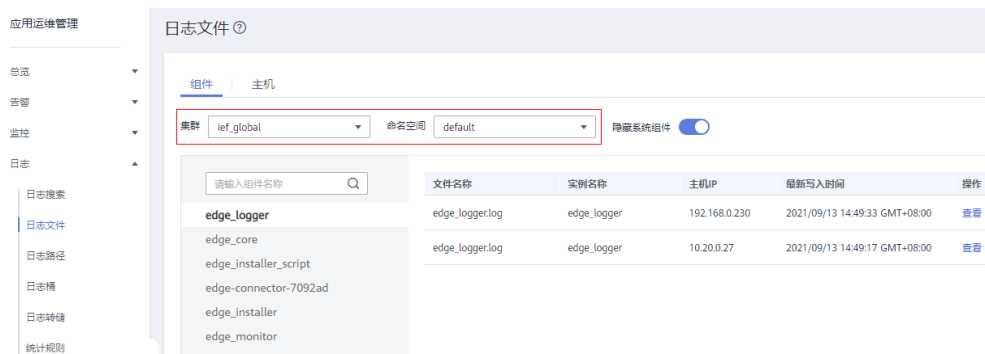 应用运维管理
总览
告警
监控
日志
日志搜索
日志文件
日志路径
日志桶
日志转储
统计规则
日志文件
组件 主机
集群 ief_global 命名空间 default 隐藏系统组件
请输入组件名称
edge_logger
edge_core
edge_installer_script
edge-connector-7092ad
edge_installer
edge_monitor
文件名称 实例名称 主机IP 最新写入时间 操作
edge_logger.log edge_logger 192.168.0.230 2021/09/13 14:49:33 GMT+08:00 查看
edge_logger.log edge_logger 10.20.0.27 2021/09/13 14:49:17 GMT+08:00 查看